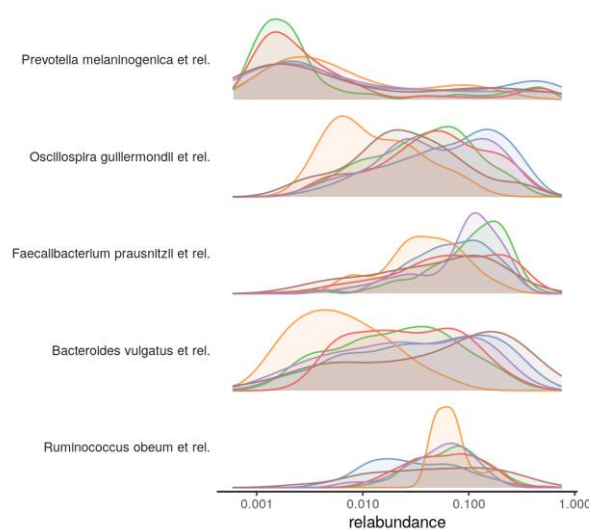 Prevotella melaninogenica et rel.
Oscillospira guillermondii et rel.
Faecalibacterium prausnitzii et rel.
Bacteroides vulgatus et rel.
Ruminococcus obeum et rel.
0.001 0.010 0.100 1.000
relabundance